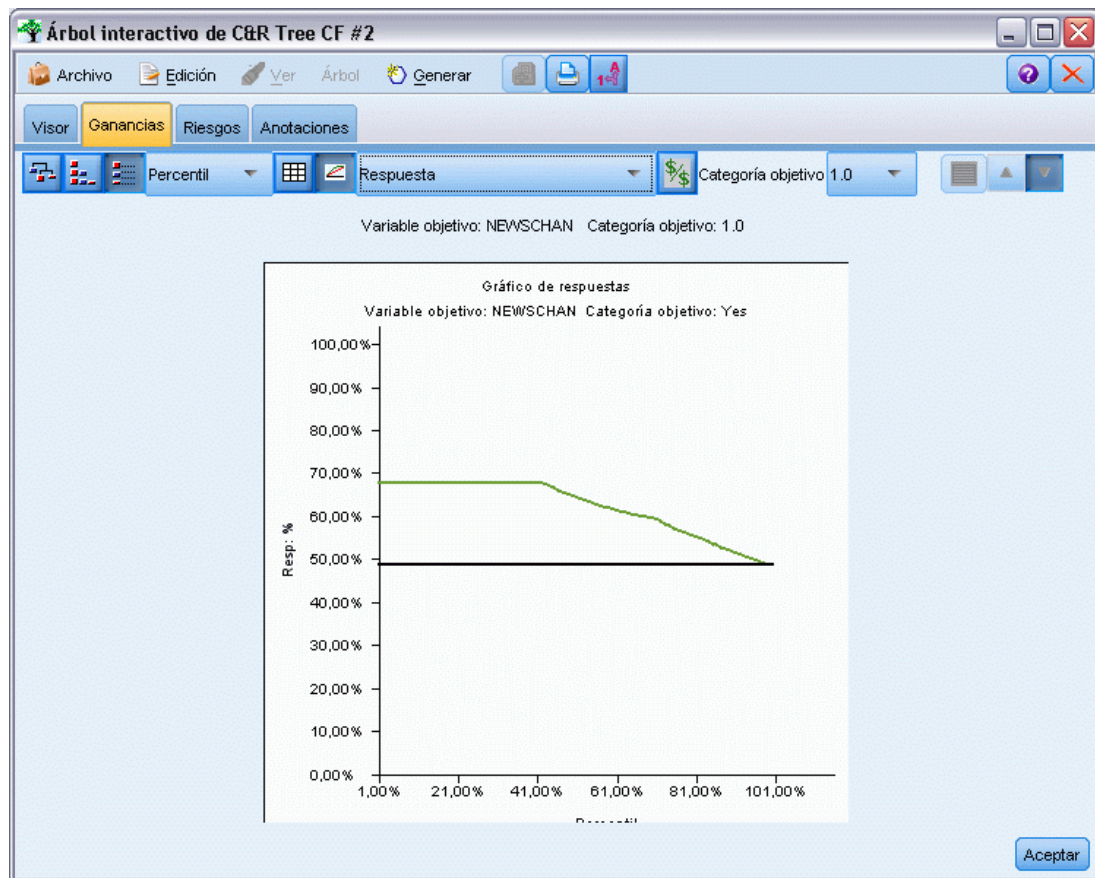 Árbol interactivo de C&R Tree CF #2
Archivo Edición Ver Árbol Generar
Visor Ganancias Riesgos Anotaciones
Percentil Respuesta Categoría objetivo 1.0
Variable objetivo: NEWSCHAN Categoría objetivo: 1.0
Gráfico de respuestas
Variable objetivo: NEWSCHAN Categoría objetivo: Yes
100,00%
90,00%
80,00%
70,00%
60,00%
50,00%
40,00%
30,00%
20,00%
10,00%
0,00%
Resp: %
1,00% 21,00% 41,00% 61,00% 81,00% 101,00%
Percentil
Aceptar